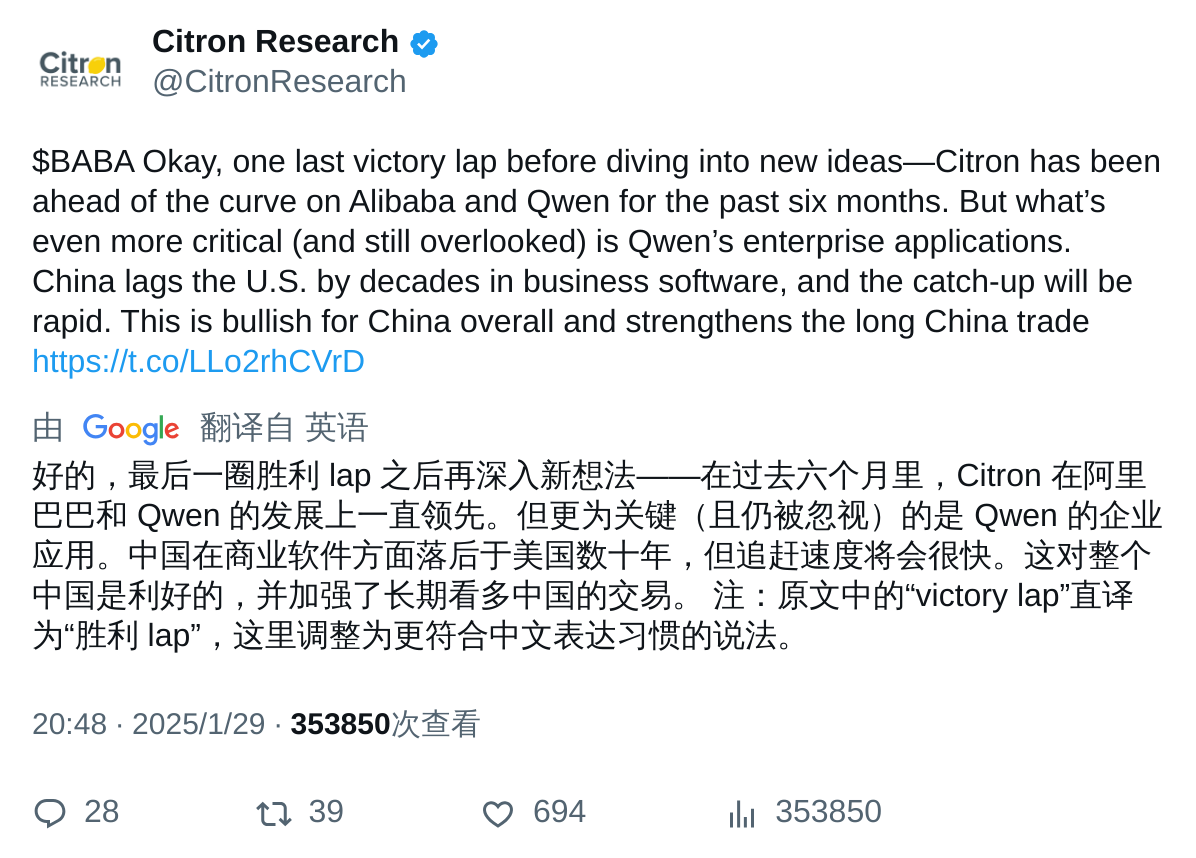 Citron
RESEARCH
Citron Research
@CitronResearch
$BABA Okay, one last victory lap before diving into new ideas—Citron has been
ahead of the curve on Alibaba and Qwen for the past six months. But what’s
even more critical (and still overlooked) is Qwen’s enterprise applications.
China lags the U.S. by decades in business software, and the catch-up will be
rapid. This is bullish for China overall and strengthens the long China trade
https://t.co/LLo2rhCVrD
由 Google 翻译自 英语
好的，最后一圈胜利 lap 之后再深入新想法——在过去六个月里，Citron 在阿里
巴巴和 Qwen 的发展上一直领先。但更为关键（且仍被忽视）的是 Qwen 的企业
应用。中国在商业软件方面落后于美国数十年，但追赶速度将会很快。这对整个
中国是利好的，并加强了长期看多中国的交易。 注：原文中的“victory lap”直译
为“胜利 lap”，这里调整为更符合中文表达习惯的说法。
20:48 · 2025/1/29 · 353850次查看
28 39 694 353850